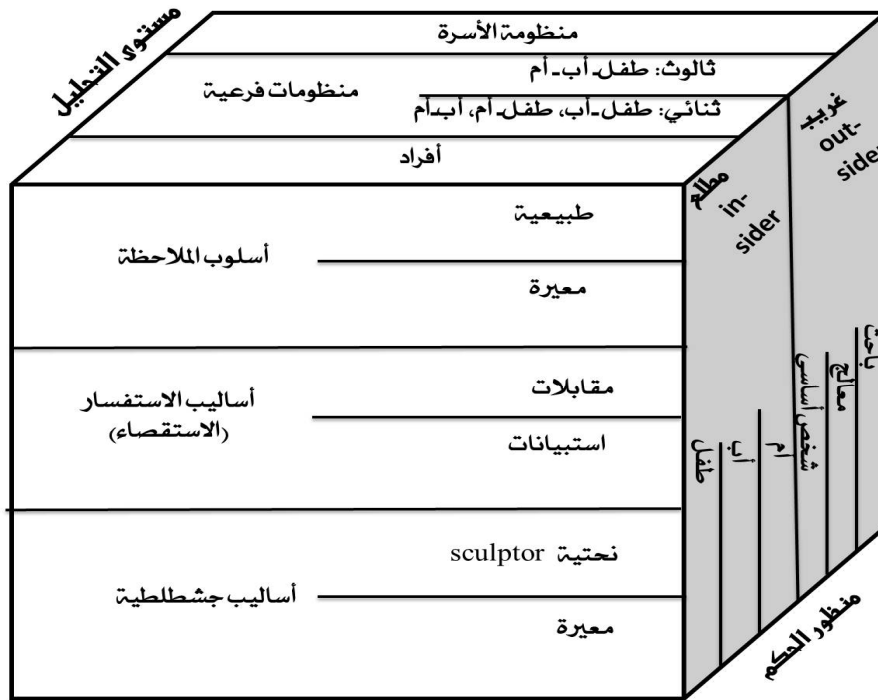 مستوى التحليل
منظومة الأسرة
ثالوث: طفل-أب-أم
منظومات فرعية
ثنائي: طفل-أب، طفل-أم، أب-أم
أفراد
غريب
out-
sider
مطلع
in-
sider
طبيعية
أسلوب الملاحظة
معيرة
مقابلات
أساليب الاستفسار
(الاستقصاء)
استبيانات
نحتية sculptor
أساليب جشطلطية
معيرة
باحث
معالج
شخص أساسي
أم
أب
طفل
منظور الحكم